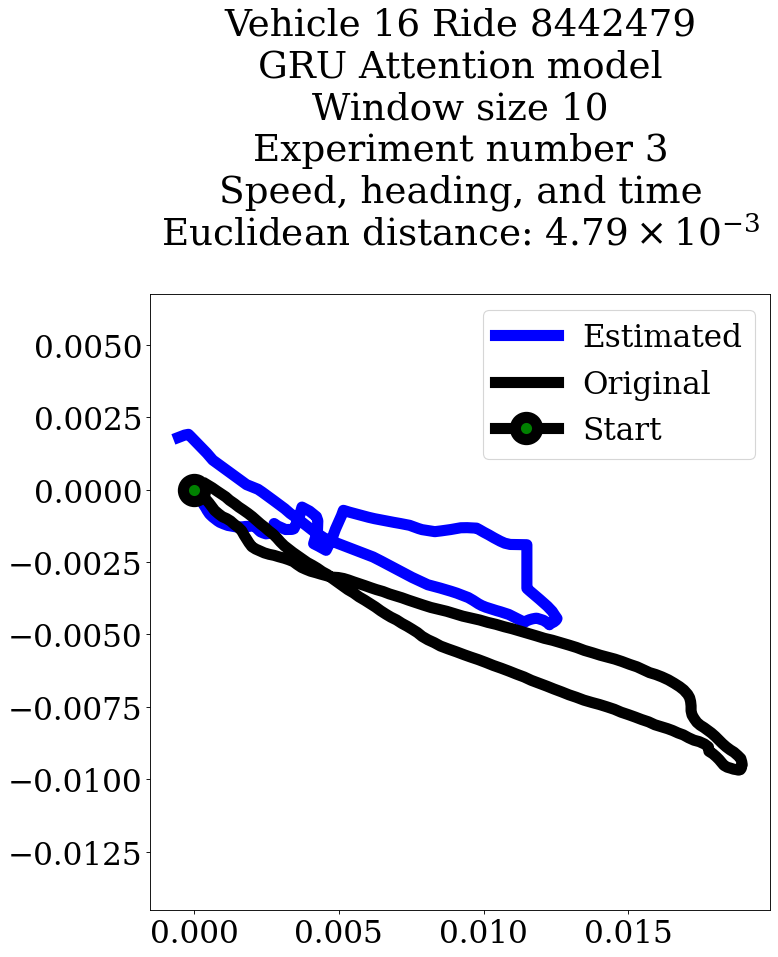 Vehicle 16 Ride 8442479
GRU Attention model
Window size 10
Experiment number 3
Speed, heading, and time
Euclidean distance: 4.79 × 10⁻³
Estimated
Original
Start
0.0050
0.0025
0.0000
−0.0025
−0.0050
−0.0075
−0.0100
−0.0125
0.000 0.005 0.010 0.015